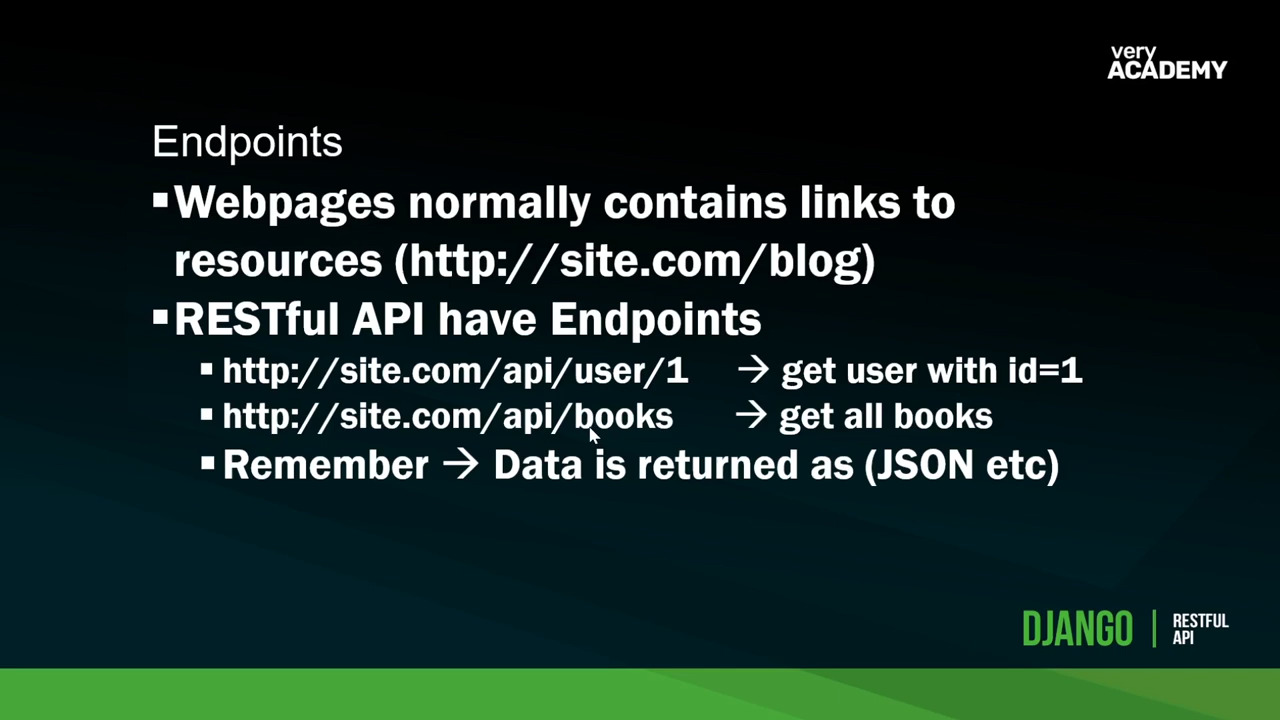 very
ACADEMY
Endpoints
▪Webpages normally contains links to
resources (http://site.com/blog)
▪RESTful API have Endpoints
▪ http://site.com/api/user/1 → get user with id=1
▪ http://site.com/api/books → get all books
▪ Remember → Data is returned as (JSON etc)
DJANGO | RESTFUL
API